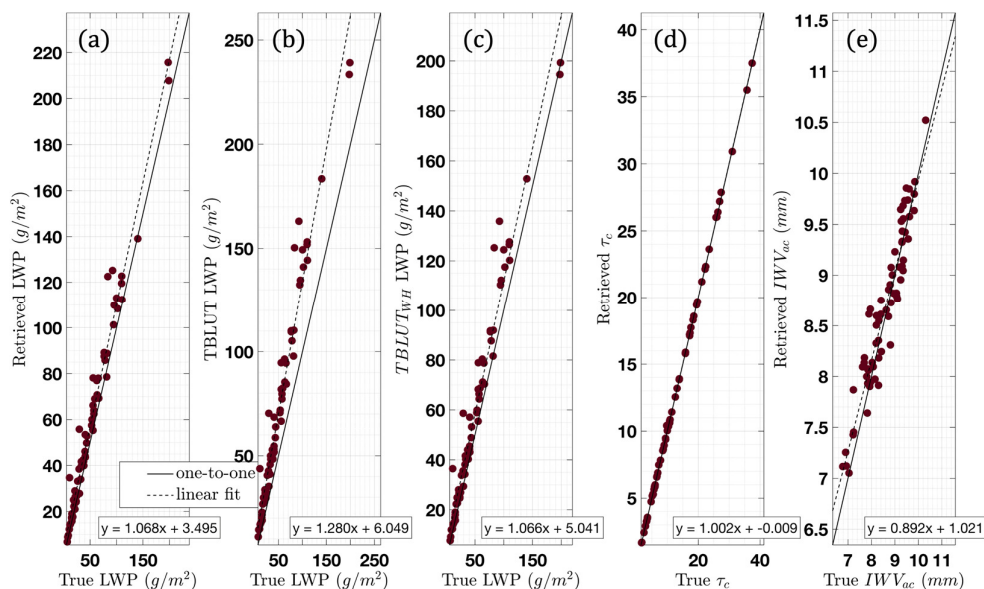 (a)
220
200
180
160
140
120
100
80
60
40
20
Retrieved LWP (g/m²)
50
150
True LWP (g/m²)
one-to-one
linear fit
y = 1.068x + 3.495
(b)
250
200
150
100
50
TBLUT LWP (g/m²)
50 100 150 200 250
True LWP (g/m²)
y = 1.280x + 6.049
(c)
200
180
160
140
120
100
80
60
40
20
TBLUT_WH LWP (g/m²)
50
150
True LWP (g/m²)
y = 1.066x + 5.041
(d)
40
35
30
25
20
15
10
5
Retrieved τ_c
20
40
True τ_c
y = 1.002x + -0.009
(e)
11.5
11
10.5
10
9.5
9
8.5
8
7.5
7
6.5
Retrieved IWV_ac (mm)
7 8 9 10 11
True IWV_ac (mm)
y = 0.892x + 1.021